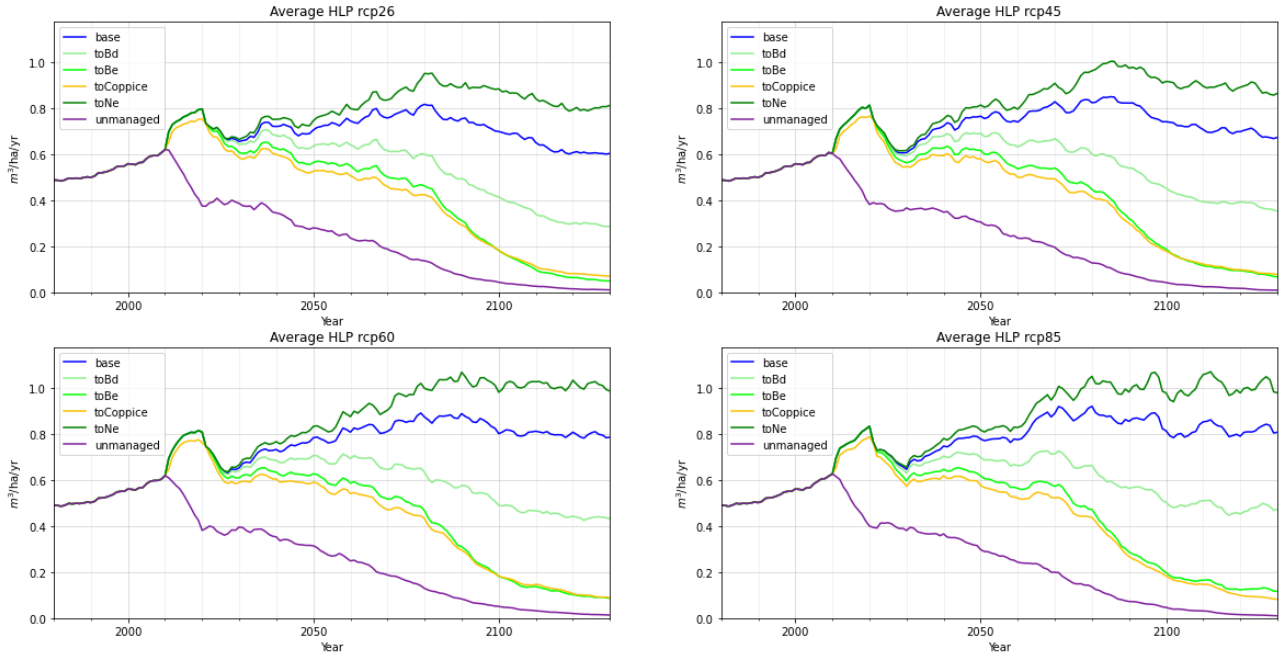 Average HLP rcp26
m³/ha/yr
1.0
0.8
0.6
0.4
0.2
0.0
base
toBd
toBe
toCoppice
toNe
unmanaged
2000
2050
2100
Year
Average HLP rcp45
m³/ha/yr
1.0
0.8
0.6
0.4
0.2
0.0
base
toBd
toBe
toCoppice
toNe
unmanaged
2000
2050
2100
Year
Average HLP rcp60
m³/ha/yr
1.0
0.8
0.6
0.4
0.2
0.0
base
toBd
toBe
toCoppice
toNe
unmanaged
2000
2050
2100
Year
Average HLP rcp85
m³/ha/yr
1.0
0.8
0.6
0.4
0.2
0.0
base
toBd
toBe
toCoppice
toNe
unmanaged
2000
2050
2100
Year